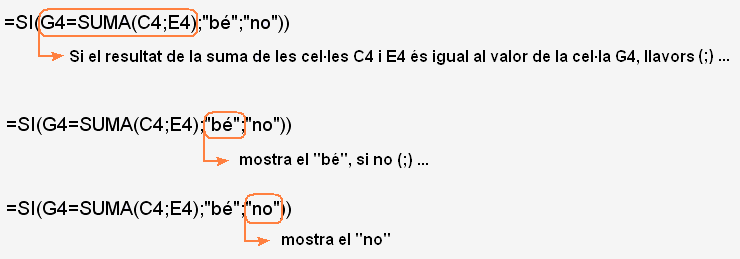 =SI(G4=SUMA(C4;E4);"bé";"no"))
Si el resultat de la suma de les cel·les C4 i E4 és igual al valor de la cel·la G4, llavors (;) ...
=SI(G4=SUMA(C4;E4);"bé";"no"))
mostra el "bé", si no (;) ...
=SI(G4=SUMA(C4;E4);"bé";"no"))
mostra el "no"